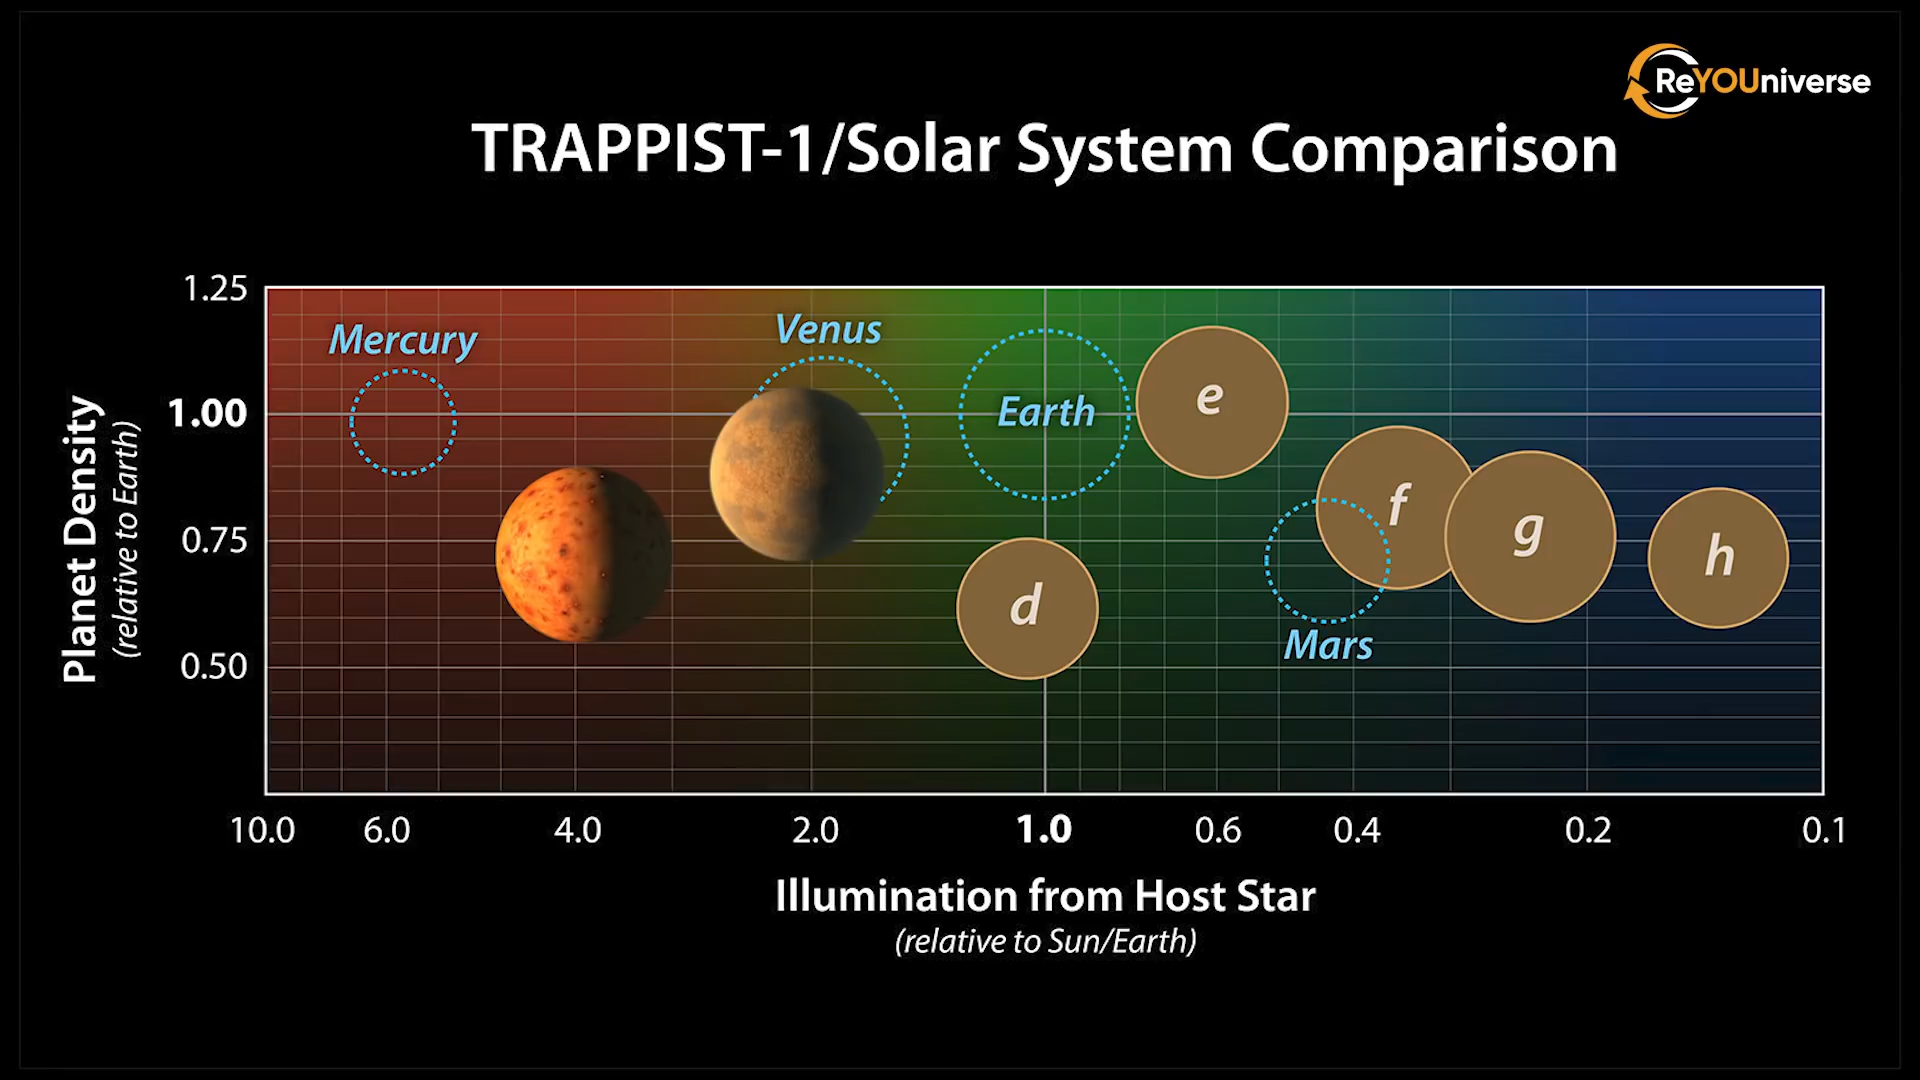 ReYOUniverse
TRAPPIST-1/Solar System Comparison
1.25
1.00
0.75
0.50
Planet Density
(relative to Earth)
Mercury
Venus
Earth
e
f
g
h
d
Mars
10.0 6.0 4.0 2.0 1.0 0.6 0.4 0.2 0.1
Illumination from Host Star
(relative to Sun/Earth)